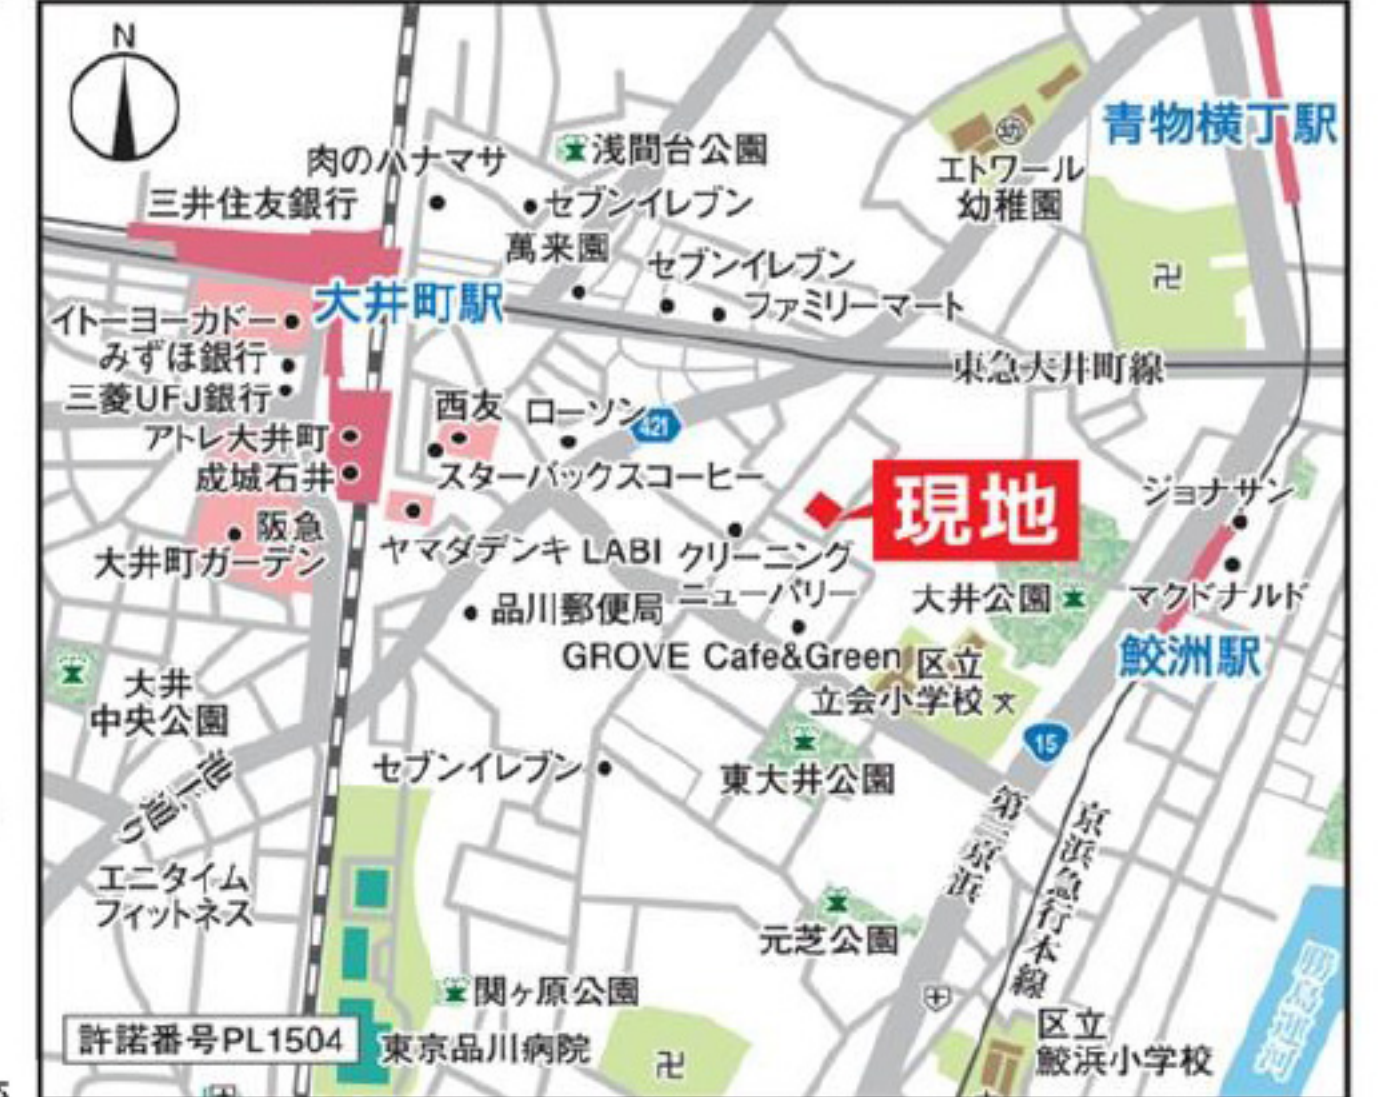 N
青物横丁駅
浅間台公園
肉のハナマサ
エトワール
幼稚園
三井住友銀行
セブンイレブン
萬来園
セブンイレブン
ファミリーマート
大井町駅
イトーヨーカドー
みずほ銀行
三菱UFJ銀行
東急大井町線
西友
ローソン
421
アトレ大井町
成城石井
スターバックスコーヒー
ジョナサン
現地
阪急
大井町ガーデン
ヤマダデンキ LABI
クリーニング
ニューパリー
品川郵便局
大井公園
マクドナルド
鮫洲駅
GROVE Cafe&Green
区立
立会小学校
大井
中央公園
15
東大井公園
セブンイレブン
池下通り
第一京浜
京浜急行本線
エニタイム
フィットネス
元芝公園
関ヶ原公園
勝島運河
許諾番号PL1504
東京品川病院
区立
鮫浜小学校